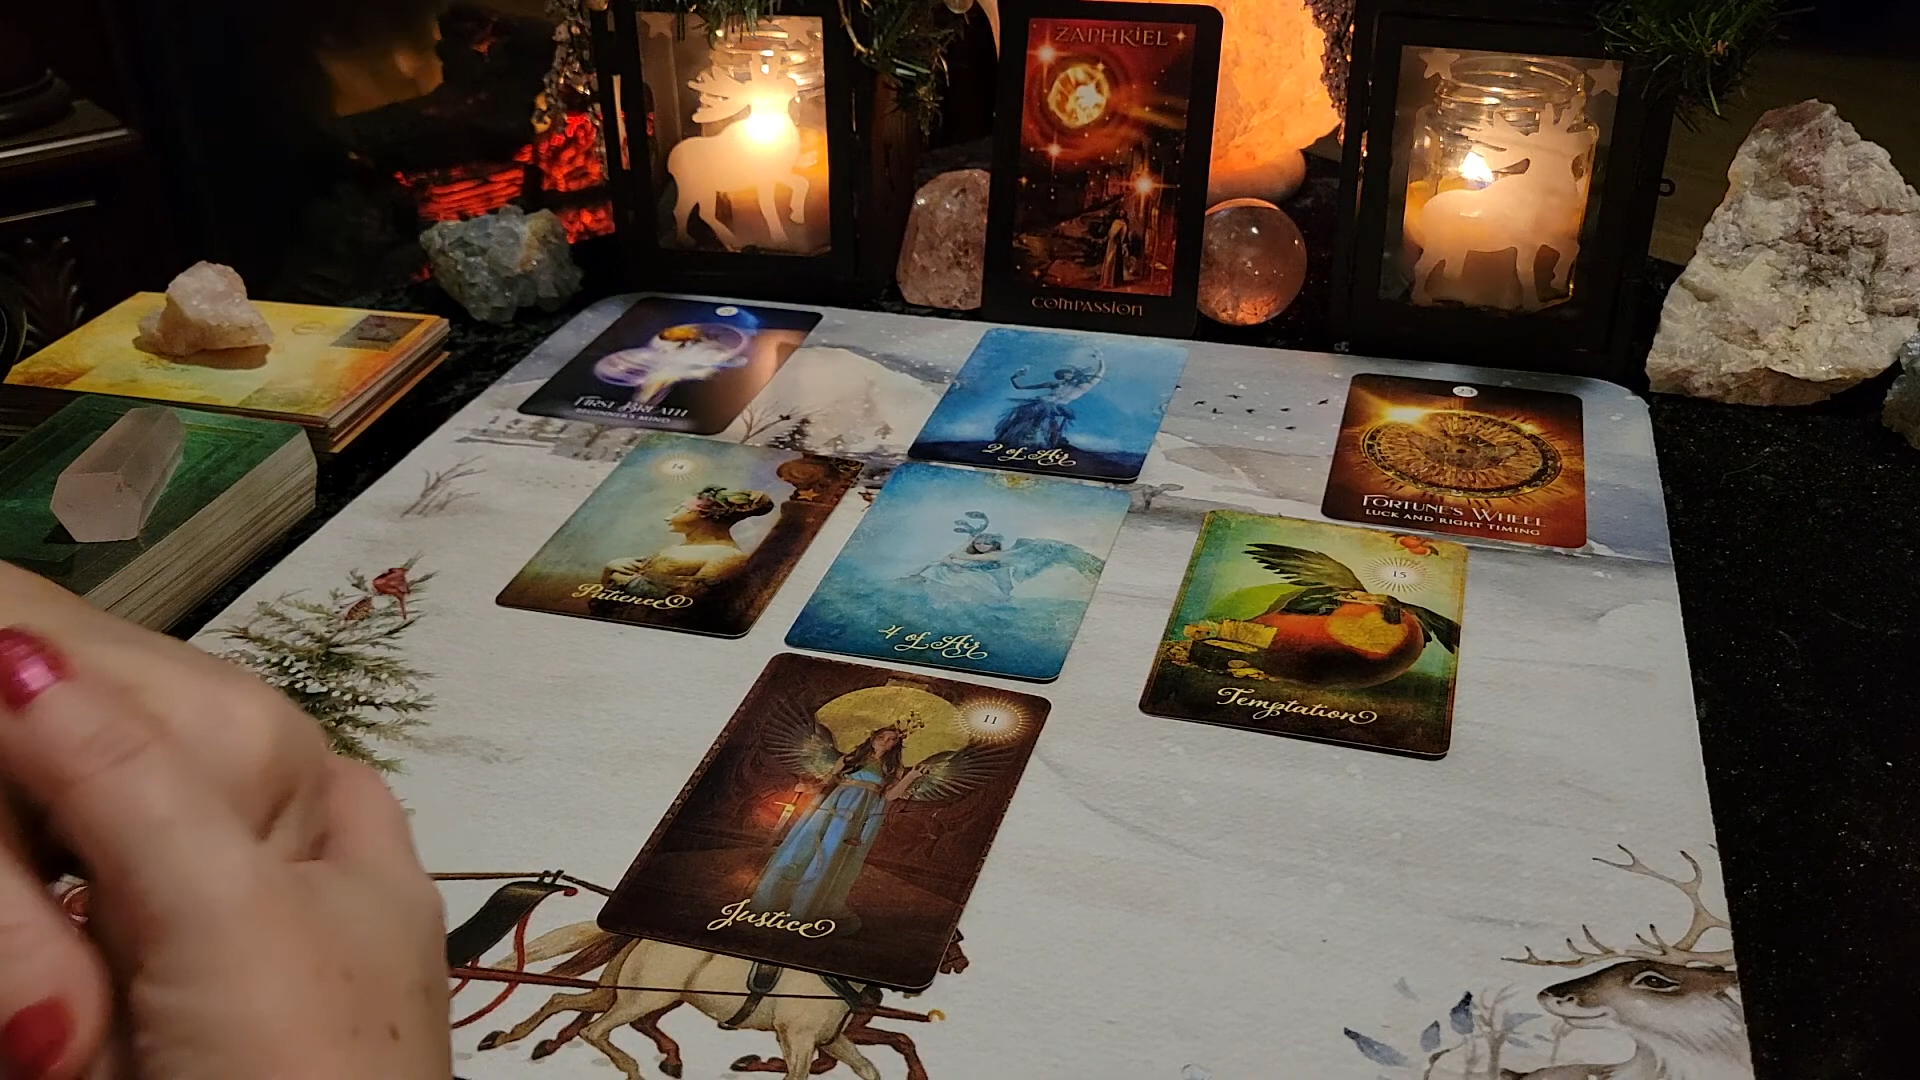 ZAPHKIEL
COMPASSION
FIRST BREATH
BEGINNER'S MIND
2 of Air
23
FORTUNE'S WHEEL
LUCK AND RIGHT TIMING
14
Patience
4 of Air
15
Temptation
11
Justice